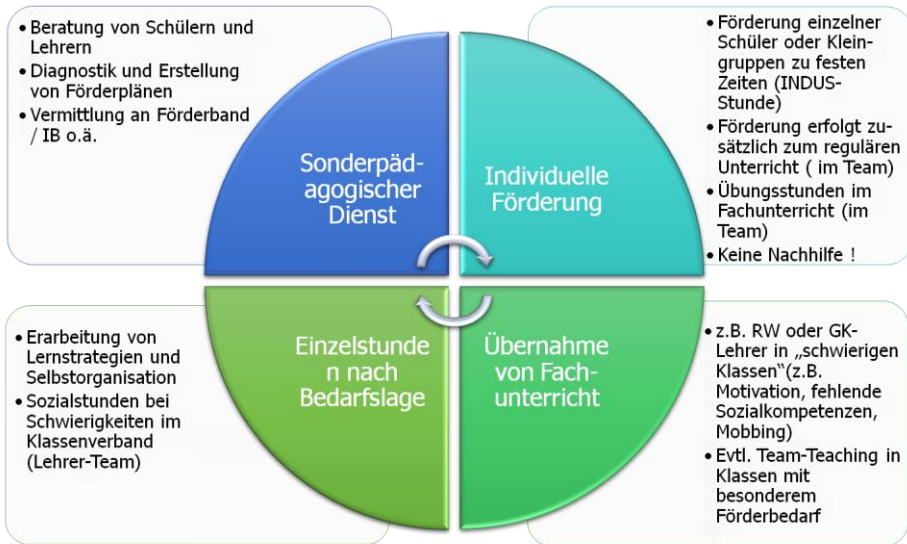 • Beratung von Schülern und
Lehrern
• Diagnostik und Erstellung
von Förderplänen
• Vermittlung an Förderband
/ IB o.ä.
Sonderpäd-
agogischer
Dienst
Individuelle
Förderung
• Förderung einzelner
Schüler oder Klein-
gruppen zu festen
Zeiten (INDUS-
Stunde)
• Förderung erfolgt zu-
sätzlich zum regulären
Unterricht ( im Team)
• Übungsstunden im
Fachunterricht (im
Team)
• Keine Nachhilfe !
• Erarbeitung von
Lernstrategien und
Selbstorganisation
• Sozialstunden bei
Schwierigkeiten im
Klassenverband
(Lehrer-Team)
Einzelstunde
n nach
Bedarfslage
Übernahme
von Fach-
unterricht
• z.B. RW oder GK-
Lehrer in „schwierigen
Klassen“(z.B.
Motivation, fehlende
Sozialkompetenzen,
Mobbing)
• Evtl. Team-Teaching in
Klassen mit
besonderem
Förderbedarf